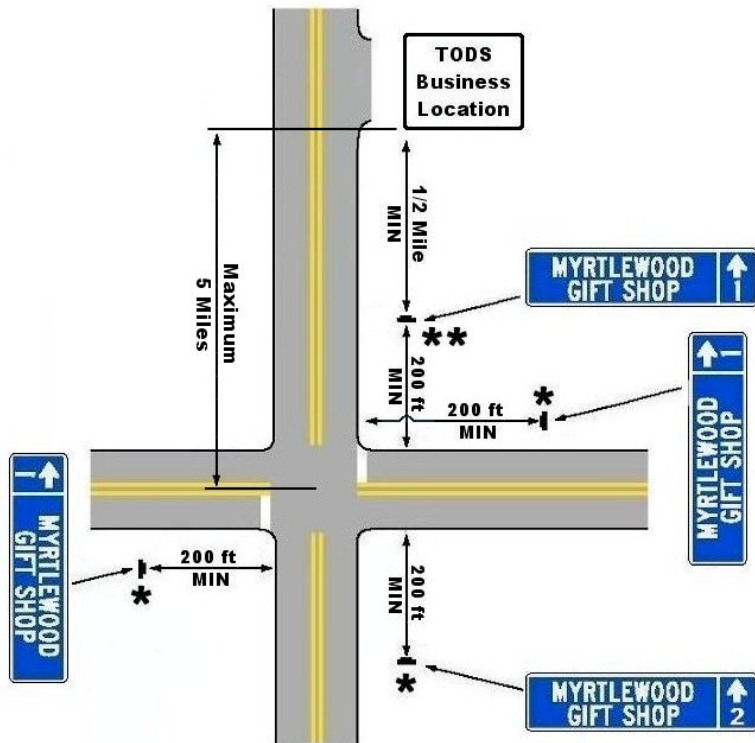 TODS
Business
Location
1/2 Mile
MIN
Maximum
5 Miles
MYRTLEWOOD
GIFT SHOP
1
**
200 ft
MIN
*
200 ft
MIN
1
MYRTLEWOOD
GIFT SHOP
1
MYRTLEWOOD
GIFT SHOP
200 ft
MIN
*
200 ft
MIN
*
MYRTLEWOOD
GIFT SHOP
2